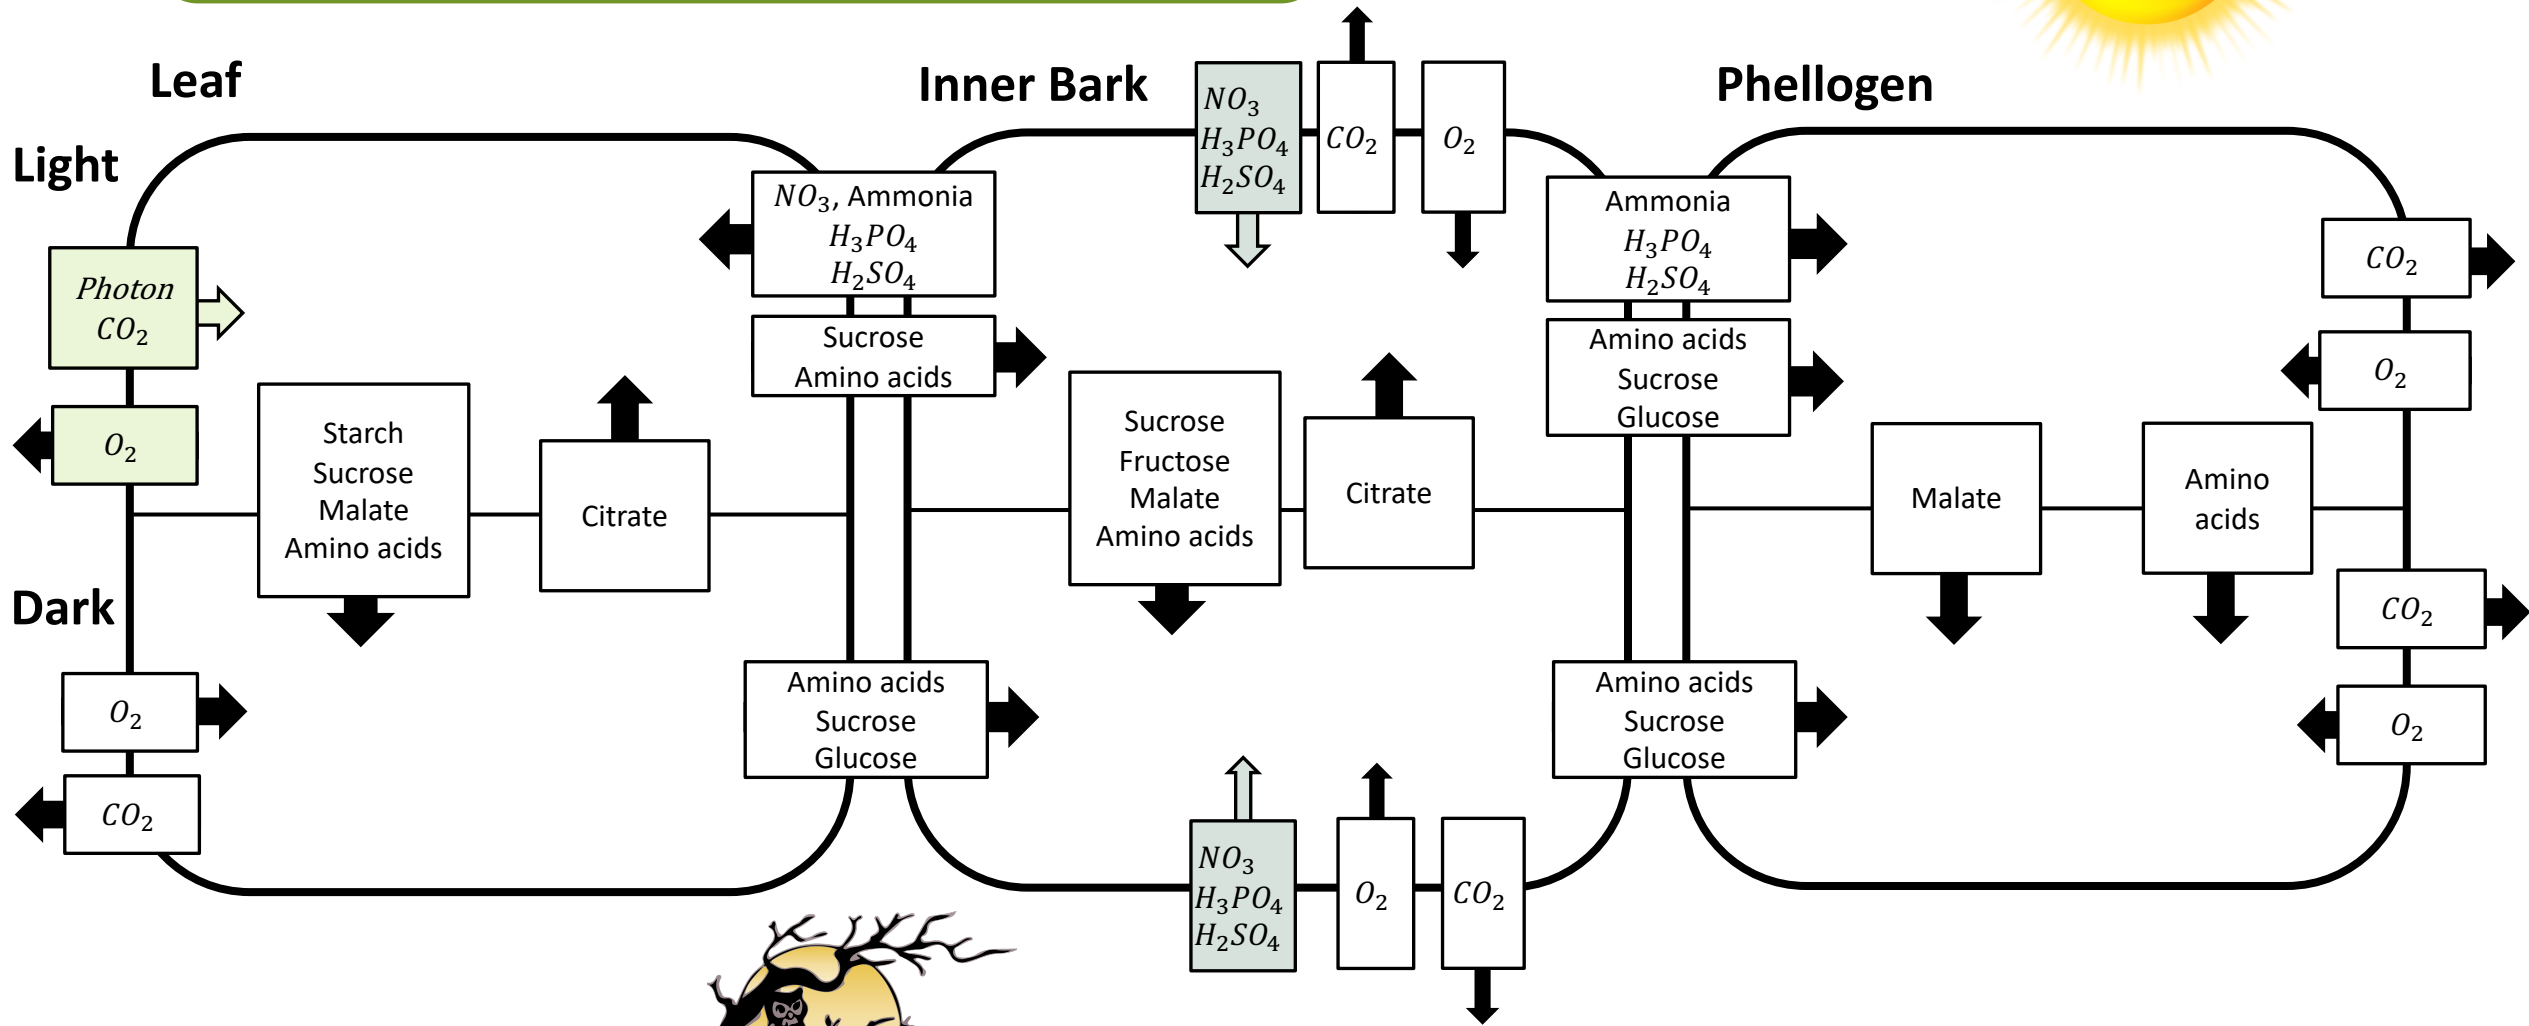 Leaf
Inner Bark
Phellogen
Light
Dark
Photon
CO₂
O₂
Starch
Sucrose
Malate
Amino acids
Citrate
O₂
CO₂
NO₃, Ammonia
H₃PO₄
H₂SO₄
Sucrose
Amino acids
Amino acids
Sucrose
Glucose
NO₃
H₃PO₄
H₂SO₄
CO₂
O₂
Sucrose
Fructose
Malate
Amino acids
Citrate
NO₃
H₃PO₄
H₂SO₄
O₂
CO₂
Ammonia
H₃PO₄
H₂SO₄
Amino acids
Sucrose
Glucose
Amino acids
Sucrose
Glucose
CO₂
O₂
Malate
Amino
acids
CO₂
O₂